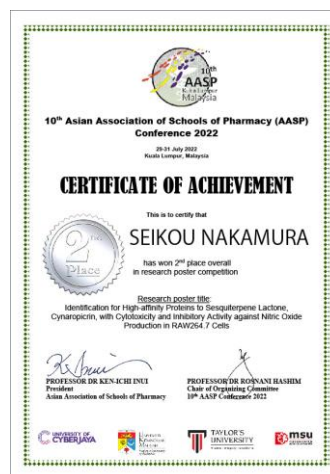 10th
AASP
Kuala Lumpur
Malaysia
10th Asian Association of Schools of Pharmacy (AASP)
Conference 2022
29-31 July 2022
Kuala Lumpur, Malaysia
CERTIFICATE OF ACHIEVEMENT
This is to certify that
2nd
Place
SEIKOU NAKAMURA
has won 2nd place overall
in research poster competition
Research poster title:
Identification for High-affinity Proteins to Sesquiterpene Lactone,
Cynaropicrin, with Cytotoxicity and Inhibitory Activity against Nitric Oxide
Production in RAW264.7 Cells
PROFESSOR DR KEN-ICHI INUI
President
Asian Association of Schools of Pharmacy
PROFESSOR DR ROSNANI HASHIM
Chair of Organizing Committee
10th AASP Conference 2022
UNIVERSITY OF
CYBERJAYA
UNIVERSITI
KEBANGSAAN
MALAYSIA
TAYLOR'S
UNIVERSITY
msu